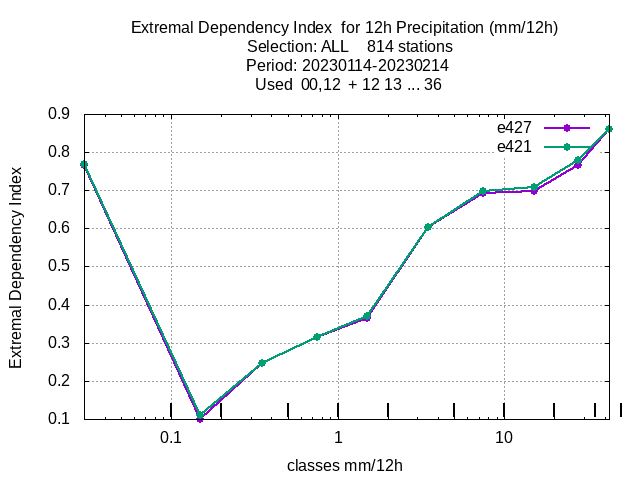 Extremal Dependency Index  for 12h Precipitation (mm/12h)
Selection: ALL    814 stations
Period: 20230114-20230214
Used  00,12  + 12 13 ... 36
e427
e421
0.9
0.8
0.7
0.6
0.5
0.4
0.3
0.2
0.1
Extremal Dependency Index
0.1 1 10
classes mm/12h